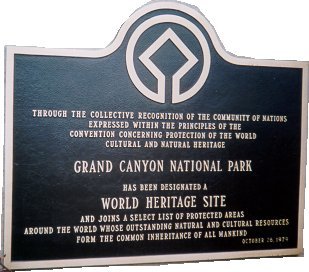 THROUGH THE COLLECTIVE RECOGNITION OF THE COMMUNITY OF NATIONS
EXPRESSED WITHIN THE PRINCIPLES OF THE
CONVENTION CONCERNING PROTECTION OF THE WORLD
CULTURAL AND NATURAL HERITAGE
GRAND CANYON NATIONAL PARK
HAS BEEN DESIGNATED A
WORLD HERITAGE SITE
AND JOINS A SELECT LIST OF PROTECTED AREAS
AROUND THE WORLD WHOSE OUTSTANDING NATURAL AND CULTURAL RESOURCES
FORM THE COMMON INHERITANCE OF ALL MANKIND
OCTOBER 26, 1979